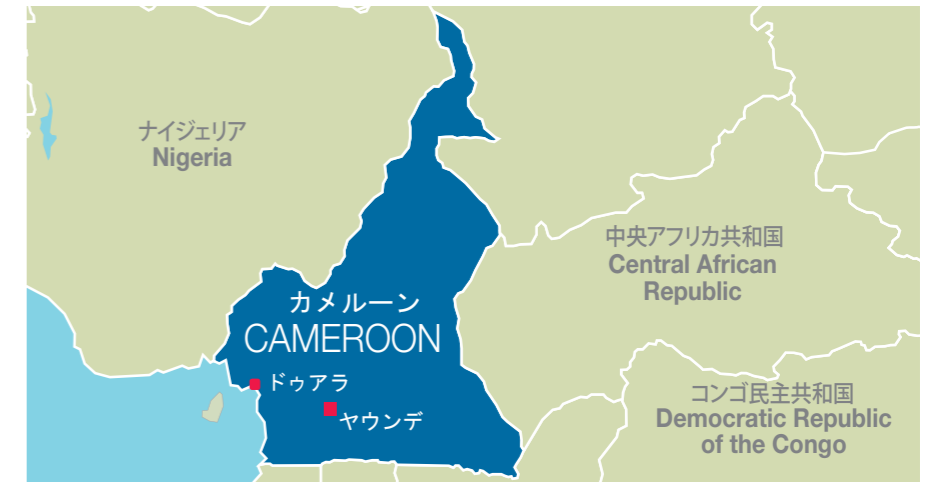 ナイジェリア
Nigeria
中央アフリカ共和国
Central African
Republic
カメルーン
CAMEROON
ドゥアラ
ヤウンデ
コンゴ民主共和国
Democratic Republic
of the Congo